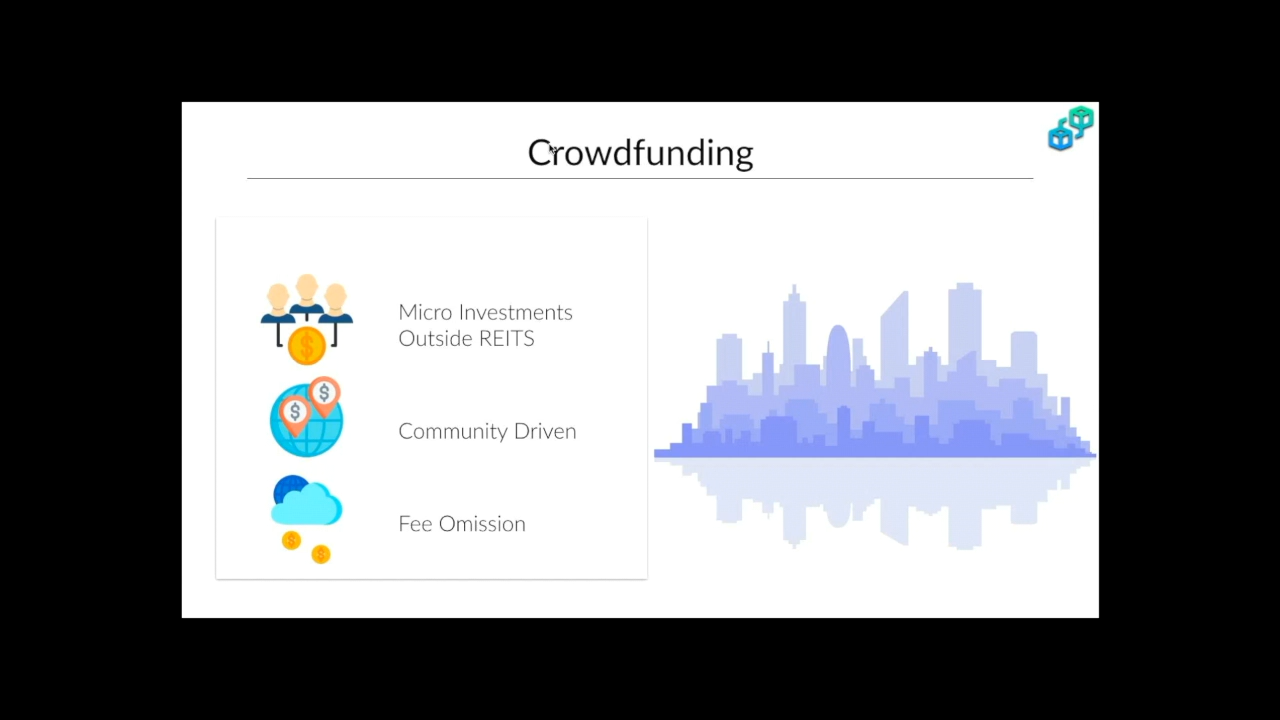 Crowdfunding
Micro Investments
Outside REITS
Community Driven
Fee Omission
$
$
$
$
$